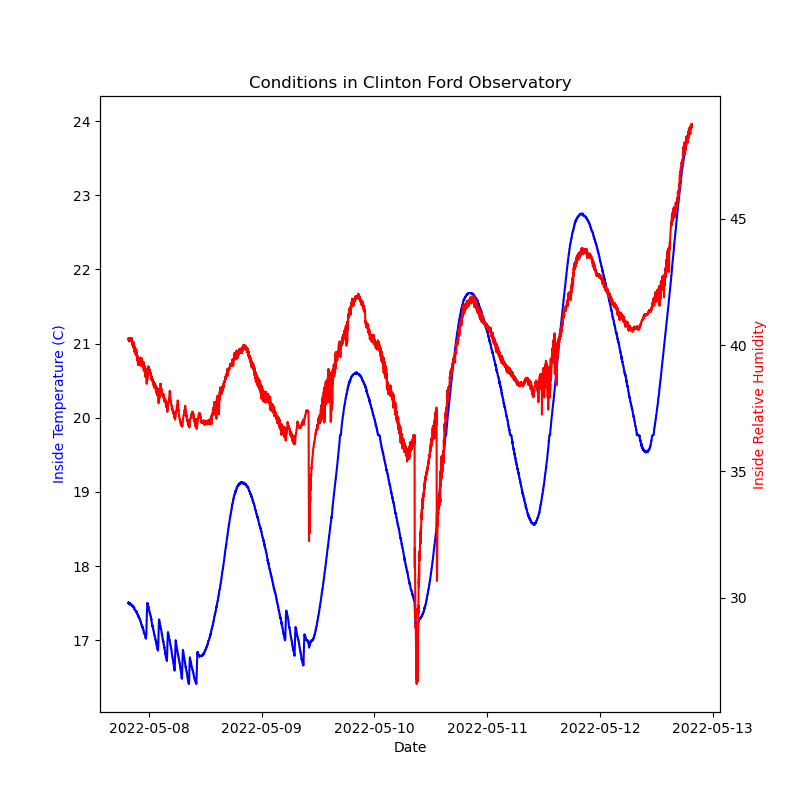 Conditions in Clinton Ford Observatory
24
23
22
21
20
19
18
17
Inside Temperature (C)
45
40
35
30
Inside Relative Humidity
2022-05-08 2022-05-09 2022-05-10 2022-05-11 2022-05-12 2022-05-13
Date